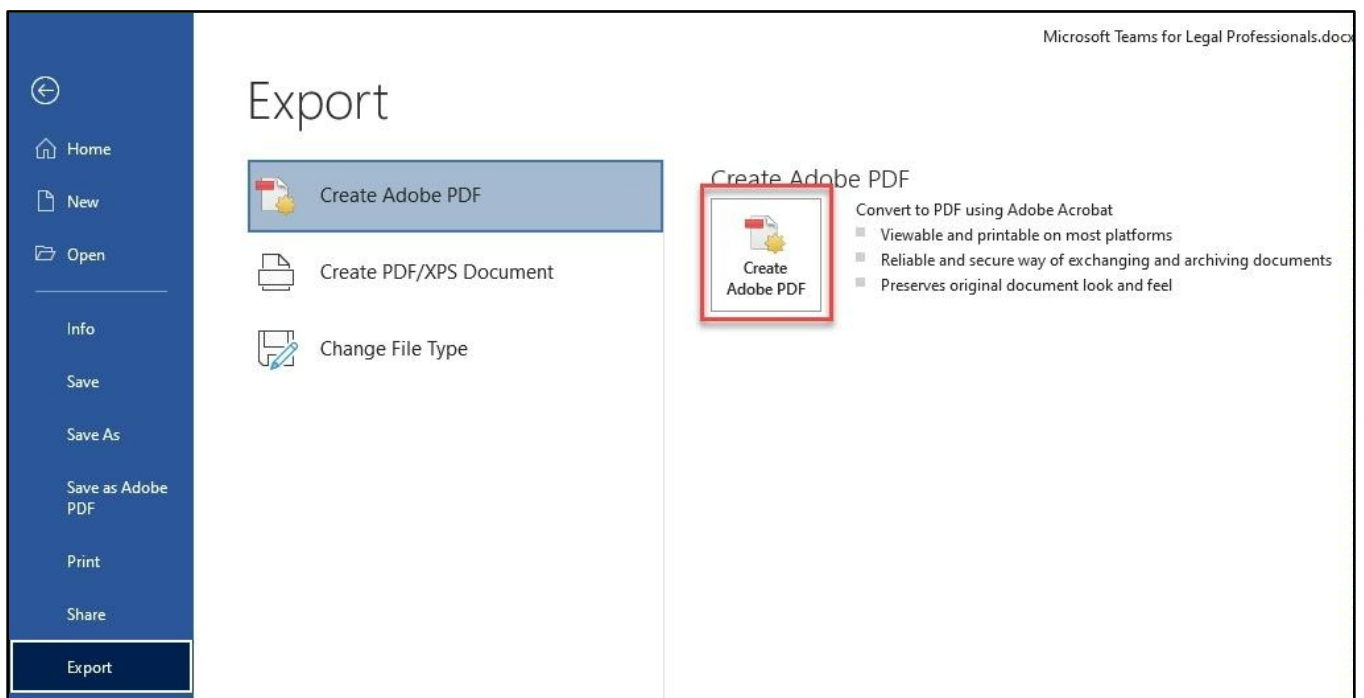 Microsoft Teams for Legal Professionals.docx
Export
Home
New
Open
Info
Save
Save As
Save as Adobe
PDF
Print
Share
Export
Create Adobe PDF
Create PDF/XPS Document
Change File Type
Create Adobe PDF
Create
Adobe PDF
Convert to PDF using Adobe Acrobat
Viewable and printable on most platforms
Reliable and secure way of exchanging and archiving documents
Preserves original document look and feel